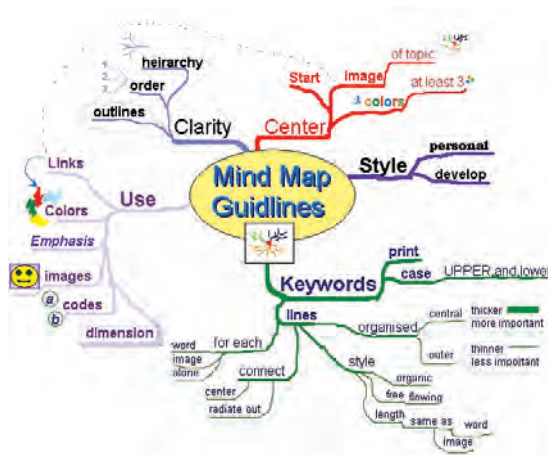 Mind Map
Guidlines
Center
Start
image
of topic
colors
at least 3
Style
personal
develop
Keywords
print
case
UPPER, and, lower
lines
organised
central
thicker
more important
outer
thinner
less important
style
organic
free flowing
length
same as
word
image
connect
center
radiate out
for each
word
image
alone
Use
Links
Colors
Emphasis
images
codes
a
b
dimension
Clarity
heirarchy
order
1
2
3
outlines